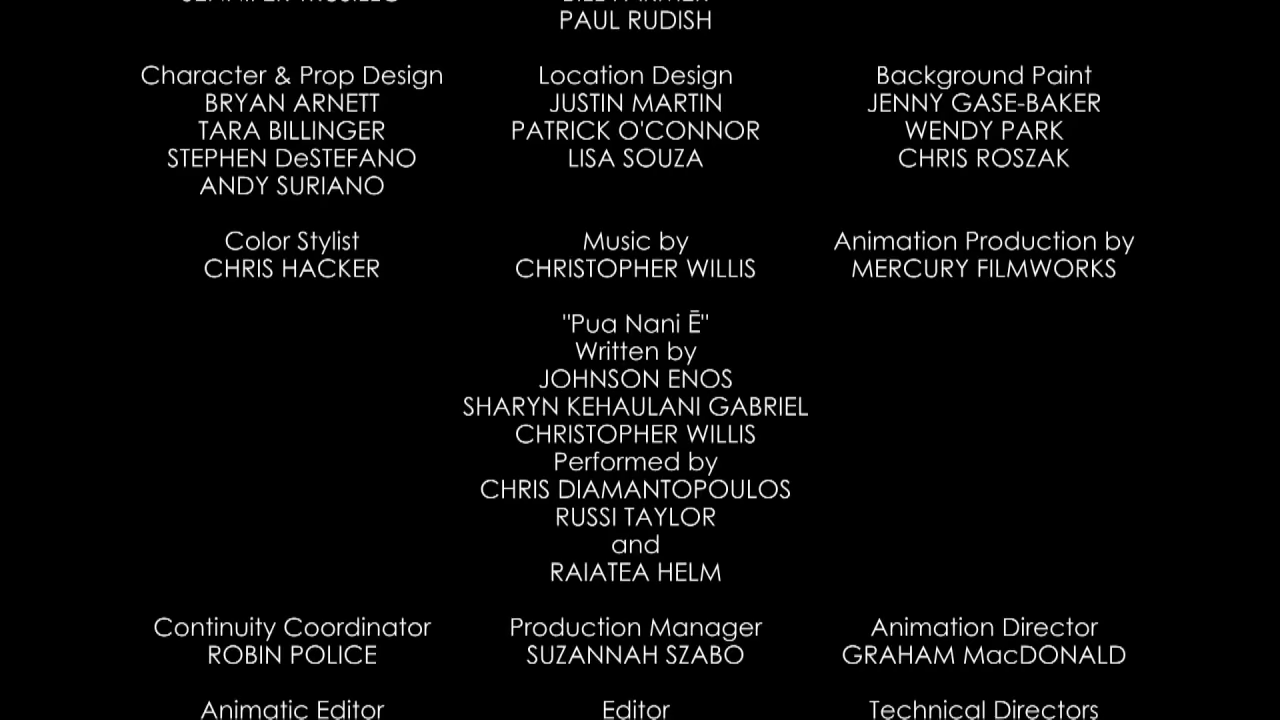 PAUL RUDISH
Character & Prop Design
BRYAN ARNETT
TARA BILLINGER
STEPHEN DeSTEFANO
ANDY SURIANO
Location Design
JUSTIN MARTIN
PATRICK O'CONNOR
LISA SOUZA
Background Paint
JENNY GASE-BAKER
WENDY PARK
CHRIS ROSZAK
Color Stylist
CHRIS HACKER
Music by
CHRISTOPHER WILLIS
Animation Production by
MERCURY FILMWORKS
"Pua Nani Ē"
Written by
JOHNSON ENOS
SHARYN KEHAULANI GABRIEL
CHRISTOPHER WILLIS
Performed by
CHRIS DIAMANTOPOULOS
RUSSI TAYLOR
and
RAIATEA HELM
Continuity Coordinator
ROBIN POLICE
Production Manager
SUZANNAH SZABO
Animation Director
GRAHAM MacDONALD
Animatic Editor
Editor
Technical Directors